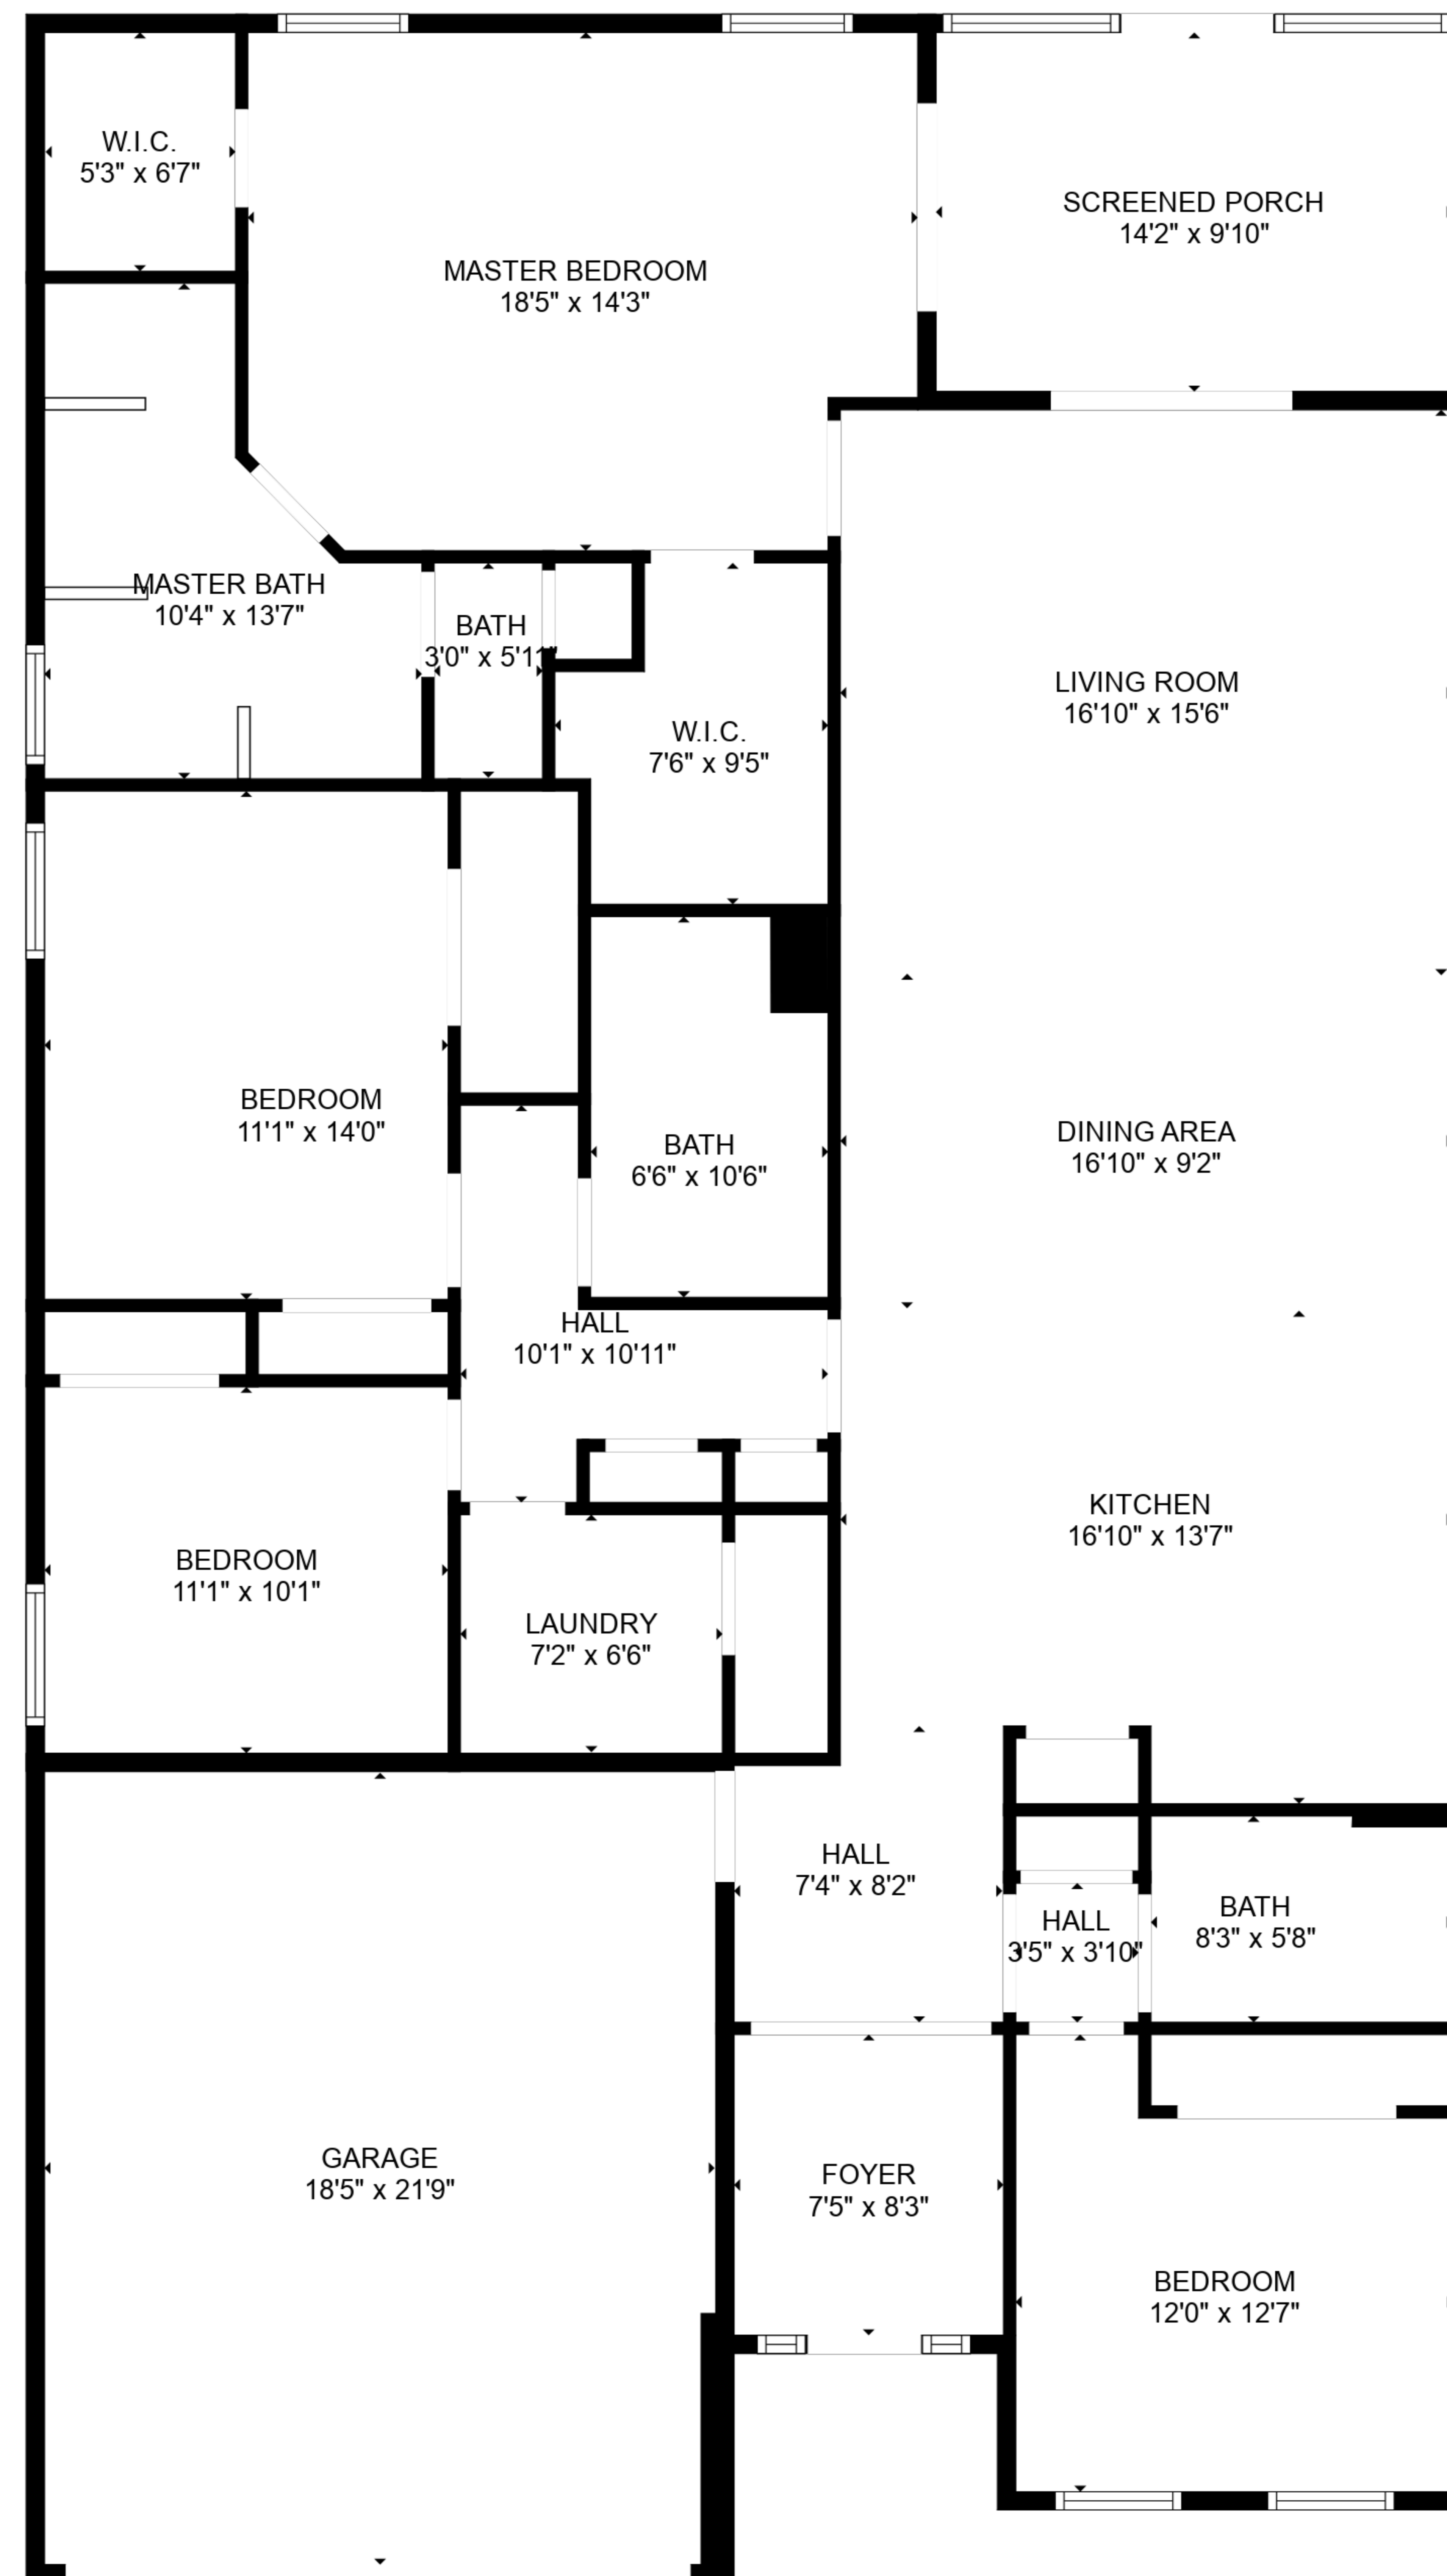 W.I.C.
5'3" x 6'7"
SCREENED PORCH
14'2" x 9'10"
MASTER BEDROOM
18'5" x 14'3"
MASTER BATH
10'4" x 13'7"
BATH
3'0" x 5'11"
W.I.C.
7'6" x 9'5"
LIVING ROOM
16'10" x 15'6"
BEDROOM
11'1" x 14'0"
BATH
6'6" x 10'6"
DINING AREA
16'10" x 9'2"
HALL
10'1" x 10'11"
KITCHEN
16'10" x 13'7"
BEDROOM
11'1" x 10'1"
LAUNDRY
7'2" x 6'6"
HALL
7'4" x 8'2"
HALL
3'5" x 3'10"
BATH
8'3" x 5'8"
GARAGE
18'5" x 21'9"
FOYER
7'5" x 8'3"
BEDROOM
12'0" x 12'7"